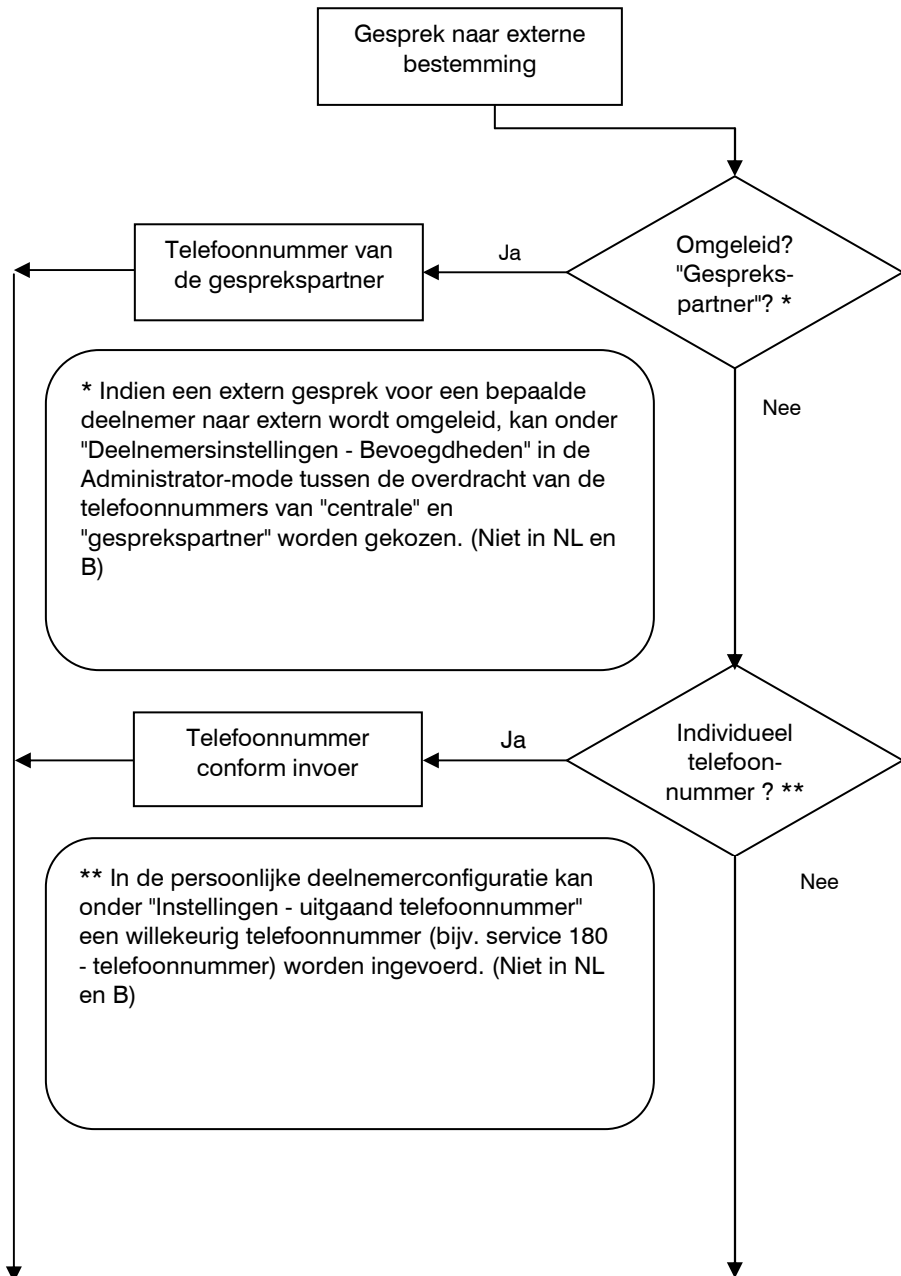 Gesprek naar externe
bestemming
Omgeleid?
"Gespreks-
partner"? *
Ja
Telefoonnummer van
de gesprekspartner
Nee
* Indien een extern gesprek voor een bepaalde
deelnemer naar extern wordt omgeleid, kan onder
"Deelnemersinstellingen - Bevoegdheden" in de
Administrator-mode tussen de overdracht van de
telefoonnummers van "centrale" en
"gesprekspartner" worden gekozen. (Niet in NL en
B)
Individueel
telefoon-
nummer ? **
Ja
Telefoonnummer
conform invoer
Nee
** In de persoonlijke deelnemerconfiguratie kan
onder "Instellingen - uitgaand telefoonnummer"
een willekeurig telefoonnummer (bijv. service 180
- telefoonnummer) worden ingevoerd. (Niet in NL
en B)